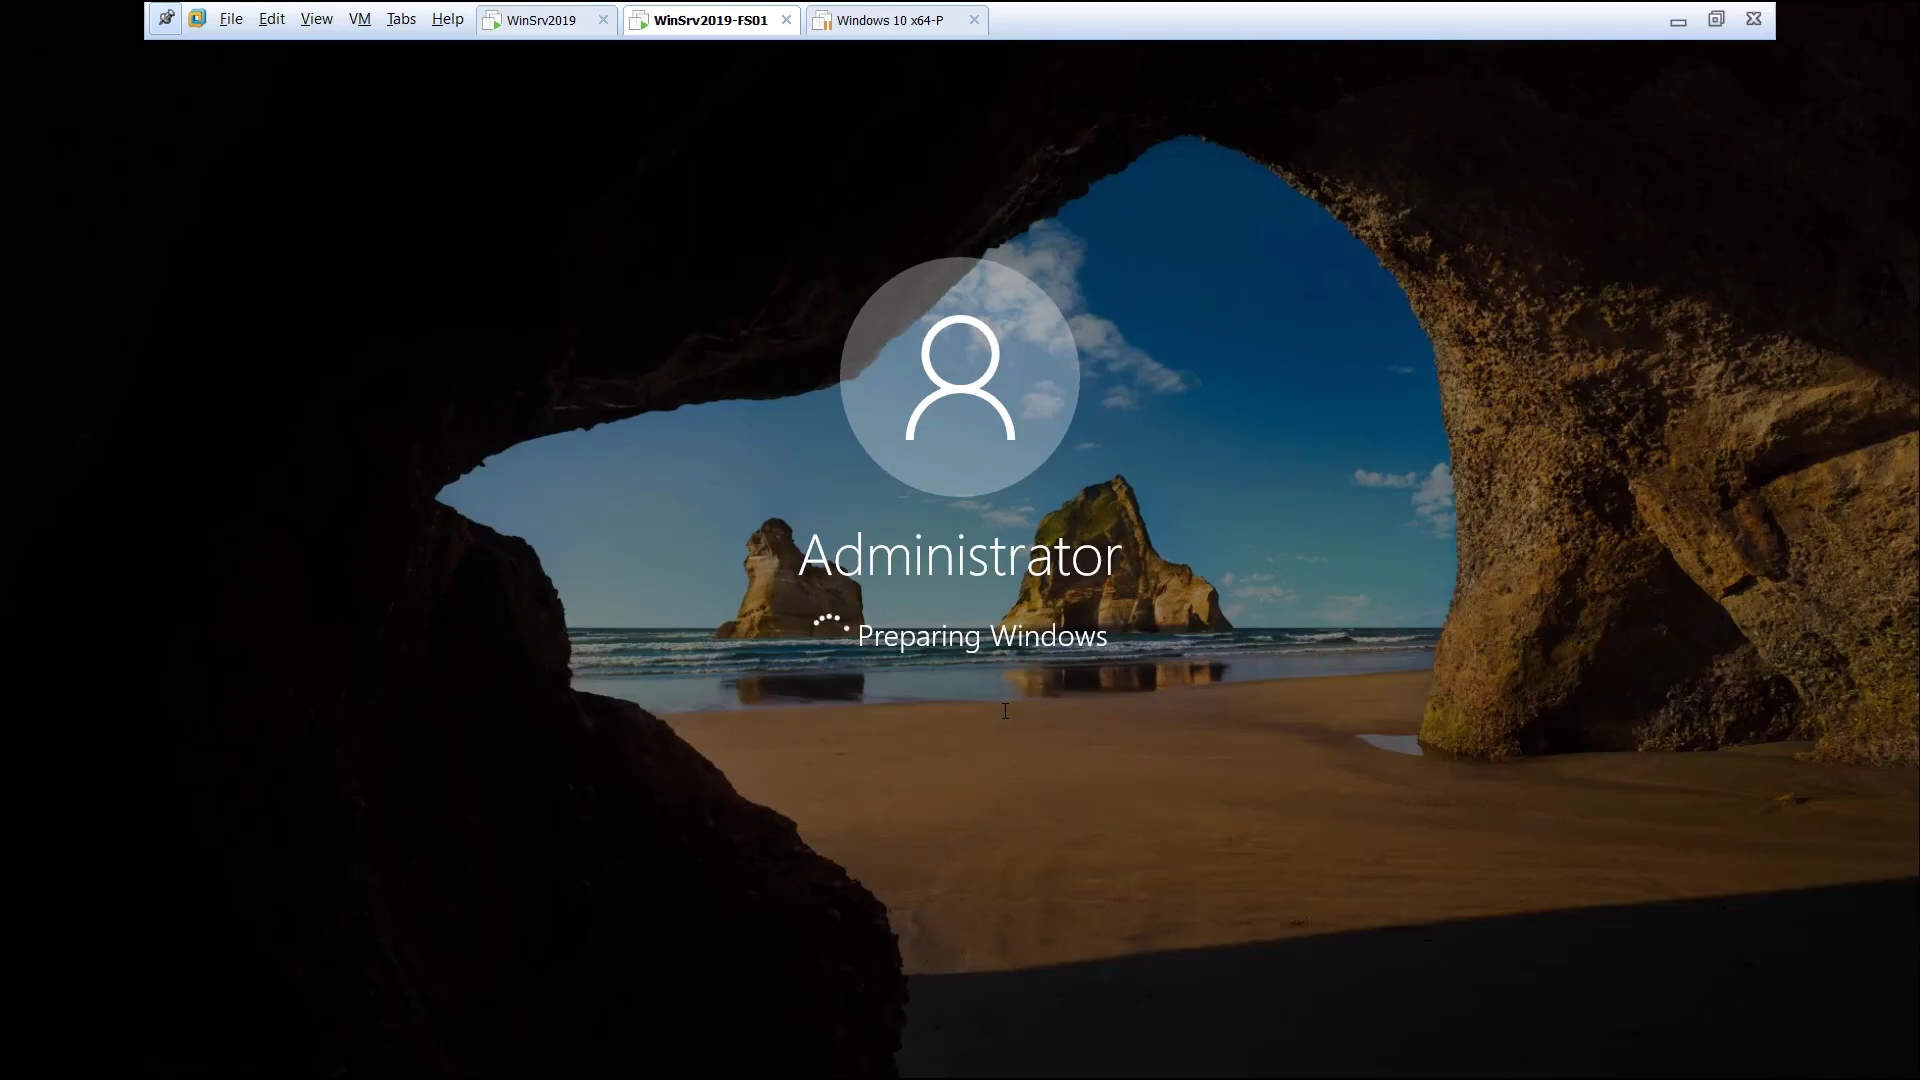 File Edit View VM Tabs Help WinSrv2019 WinSrv2019-FS01 Windows 10 x64-P
Administrator
Preparing Windows